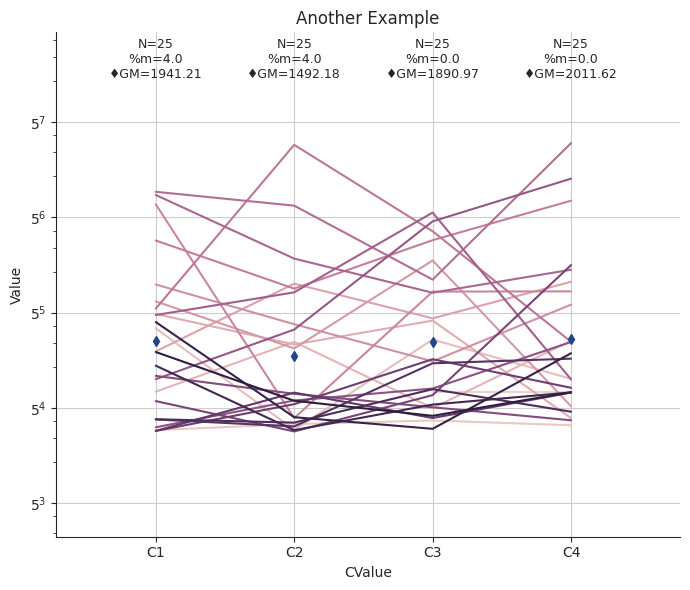 Another Example
N=25
%m=4.0
♦GM=1941.21
N=25
%m=4.0
♦GM=1492.18
N=25
%m=0.0
♦GM=1890.97
N=25
%m=0.0
♦GM=2011.62
Value
5⁷
5⁶
5⁵
5⁴
5³
C1 C2 C3 C4
CValue